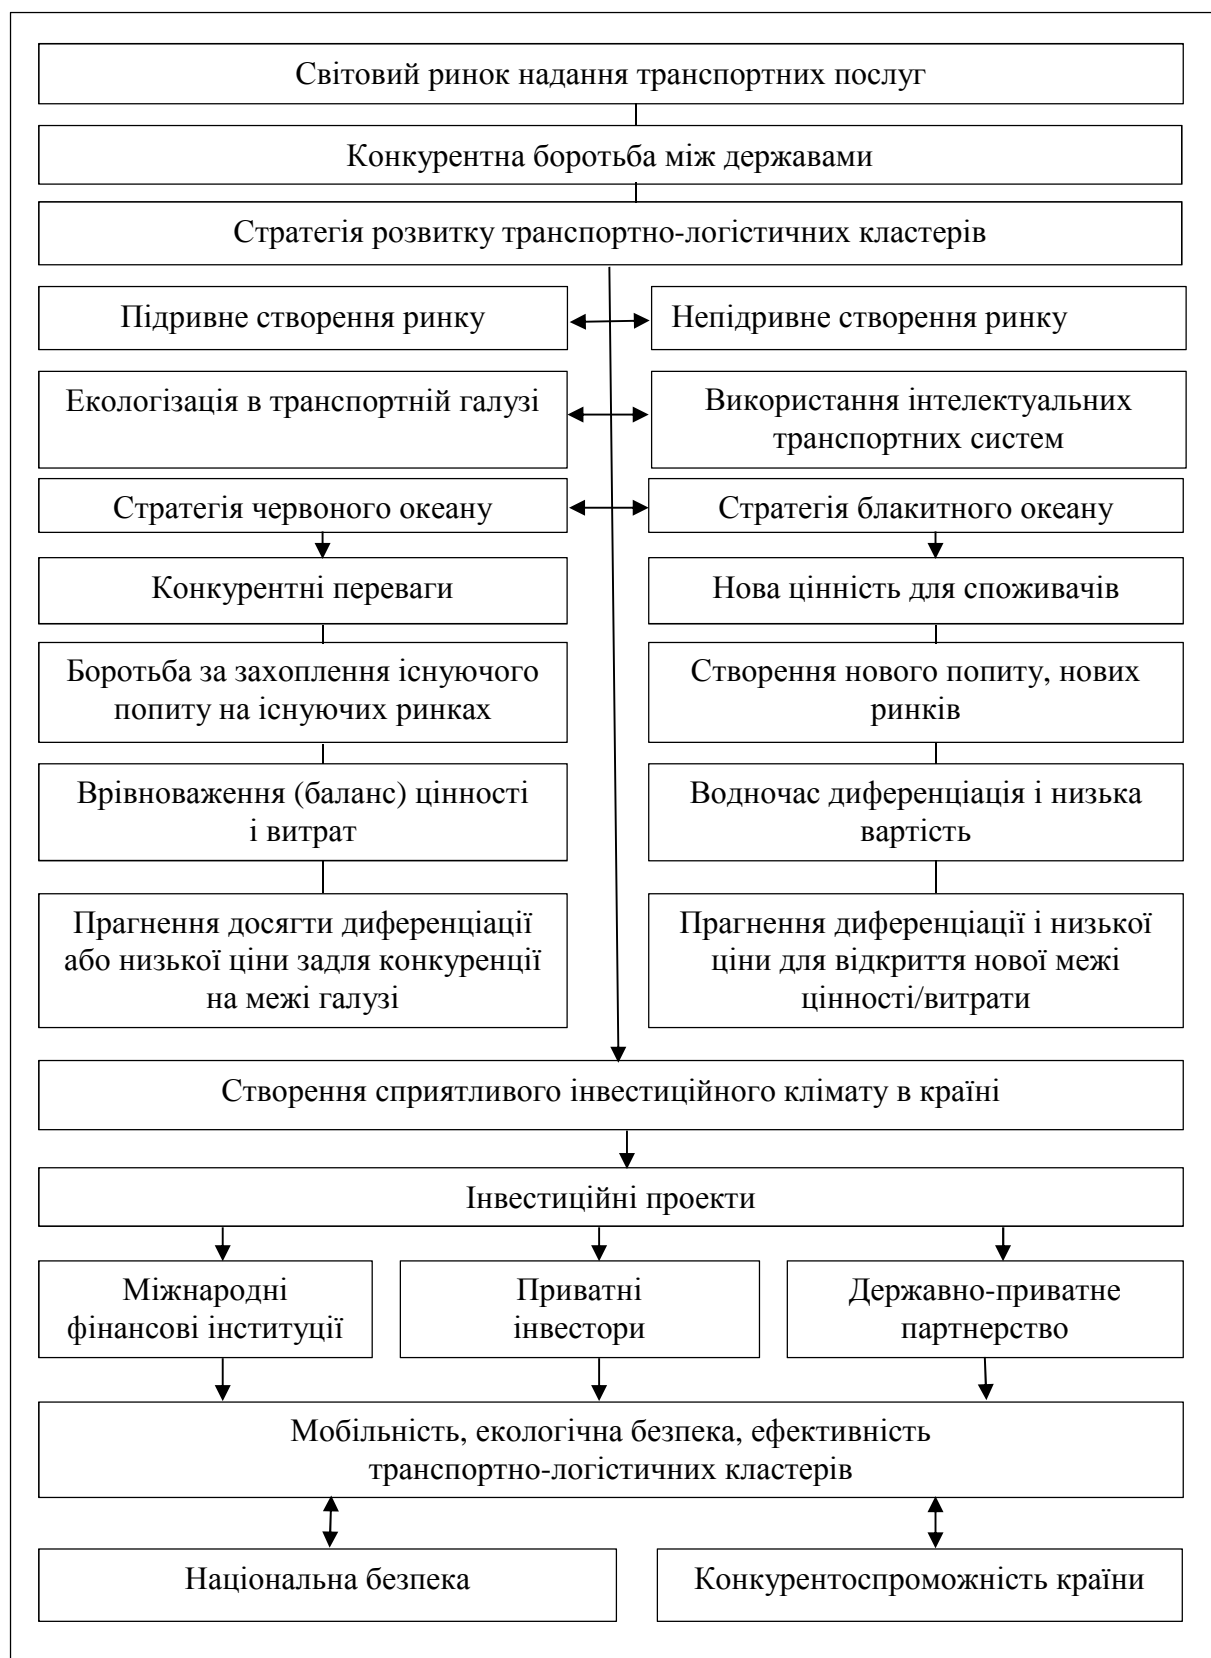 Світовий ринок надання транспортних послуг
Конкурентна боротьба між державами
Стратегія розвитку транспортно-логістичних кластерів
Підривне створення ринку
Непідривне створення ринку
Екологізація в транспортній галузі
Використання інтелектуальних
транспортних систем
Стратегія червоного океану
Стратегія блакитного океану
Конкурентні переваги
Нова цінність для споживачів
Боротьба за захоплення існуючого
попиту на існуючих ринках
Створення нового попиту, нових
ринків
Врівноваження (баланс) цінності
і витрат
Водночас диференціація і низька
вартість
Прагнення досягти диференціації
або низької ціни задля конкуренції
на межі галузі
Прагнення диференціації і низької
ціни для відкриття нової межі
цінності/витрати
Створення сприятливого інвестиційного клімату в країні
Інвестиційні проекти
Міжнародні
фінансові інституції
Приватні
інвестори
Державно-приватне
партнерство
Мобільність, екологічна безпека, ефективність
транспортно-логістичних кластерів
Національна безпека
Конкурентоспроможність країни